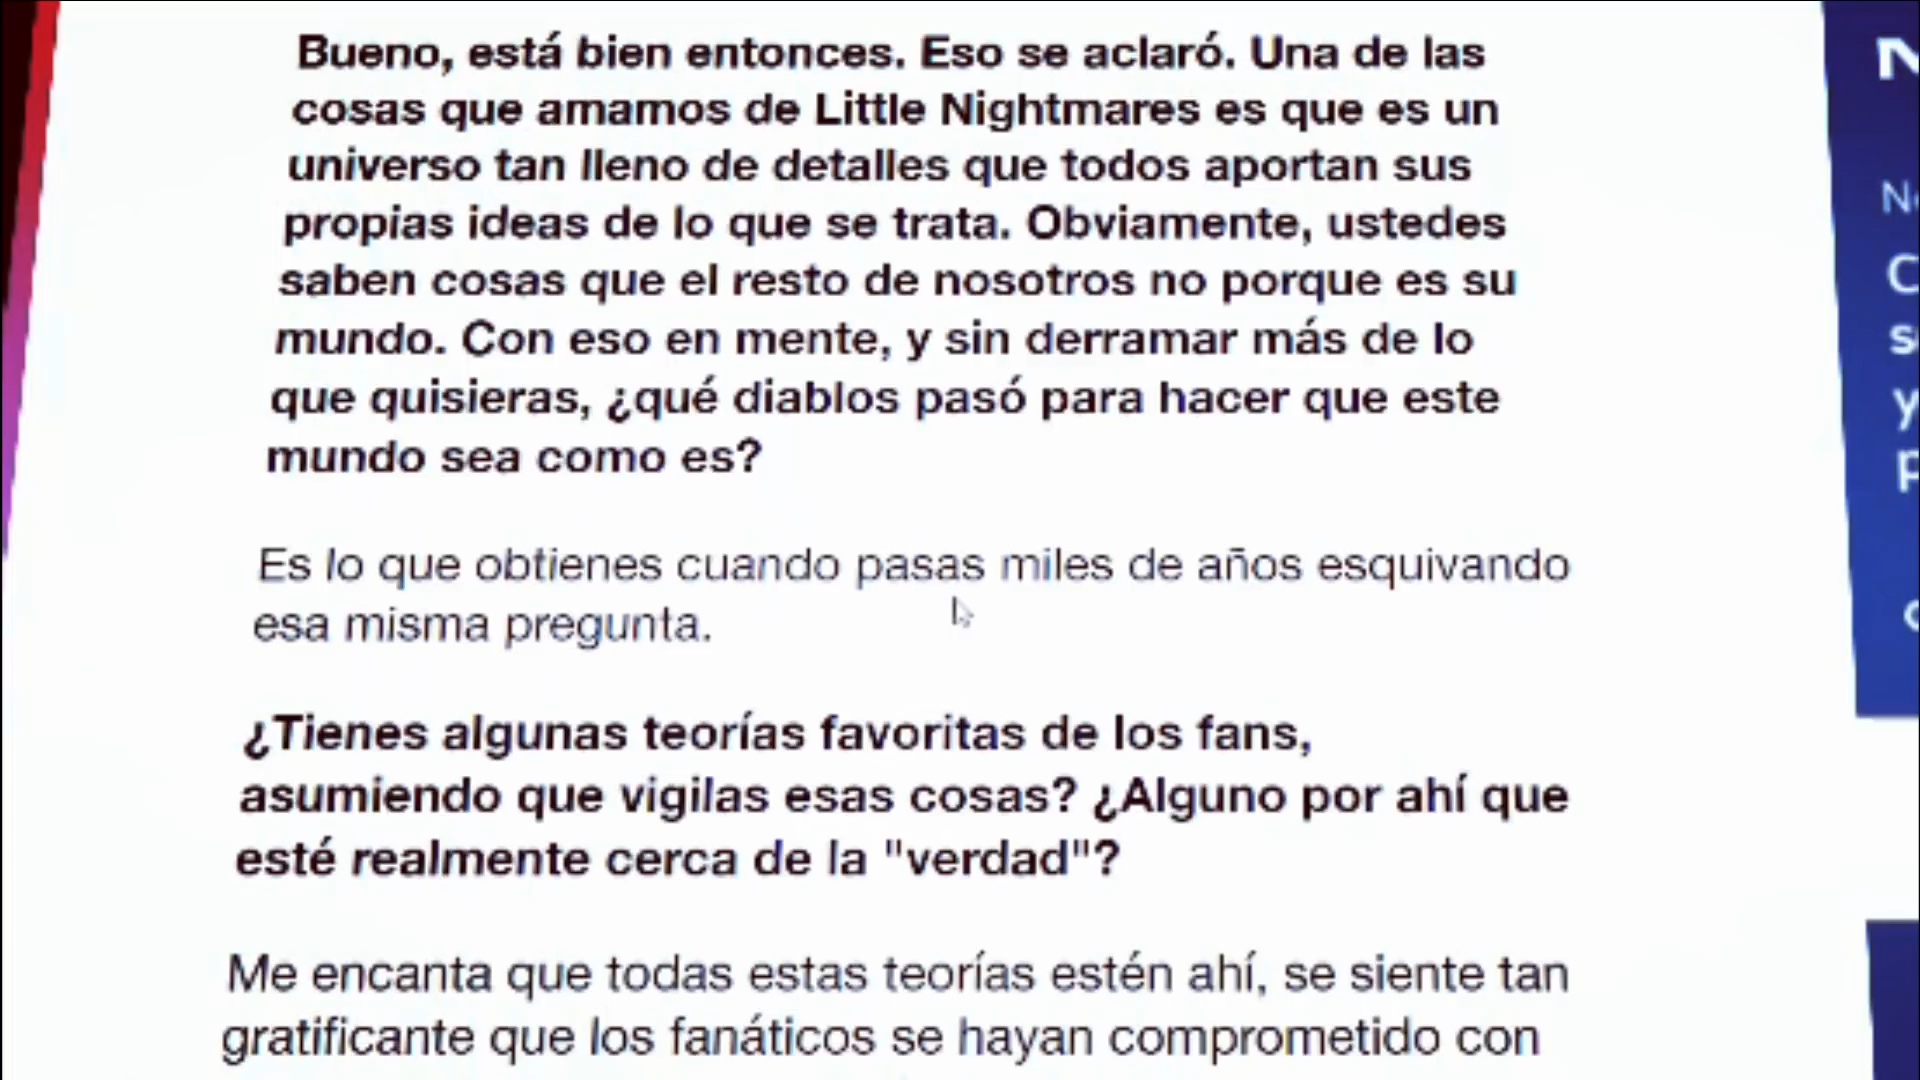 Bueno, está bien entonces. Eso se aclaró. Una de las
cosas que amamos de Little Nightmares es que es un
universo tan lleno de detalles que todos aportan sus
propias ideas de lo que se trata. Obviamente, ustedes
saben cosas que el resto de nosotros no porque es su
mundo. Con eso en mente, y sin derramar más de lo
que quisieras, ¿qué diablos pasó para hacer que este
mundo sea como es?
Es lo que obtienes cuando pasas miles de años esquivando
esa misma pregunta.
¿Tienes algunas teorías favoritas de los fans,
asumiendo que vigilas esas cosas? ¿Alguno por ahí que
esté realmente cerca de la "verdad"?
Me encanta que todas estas teorías estén ahí, se siente tan
gratificante que los fanáticos se hayan comprometido con